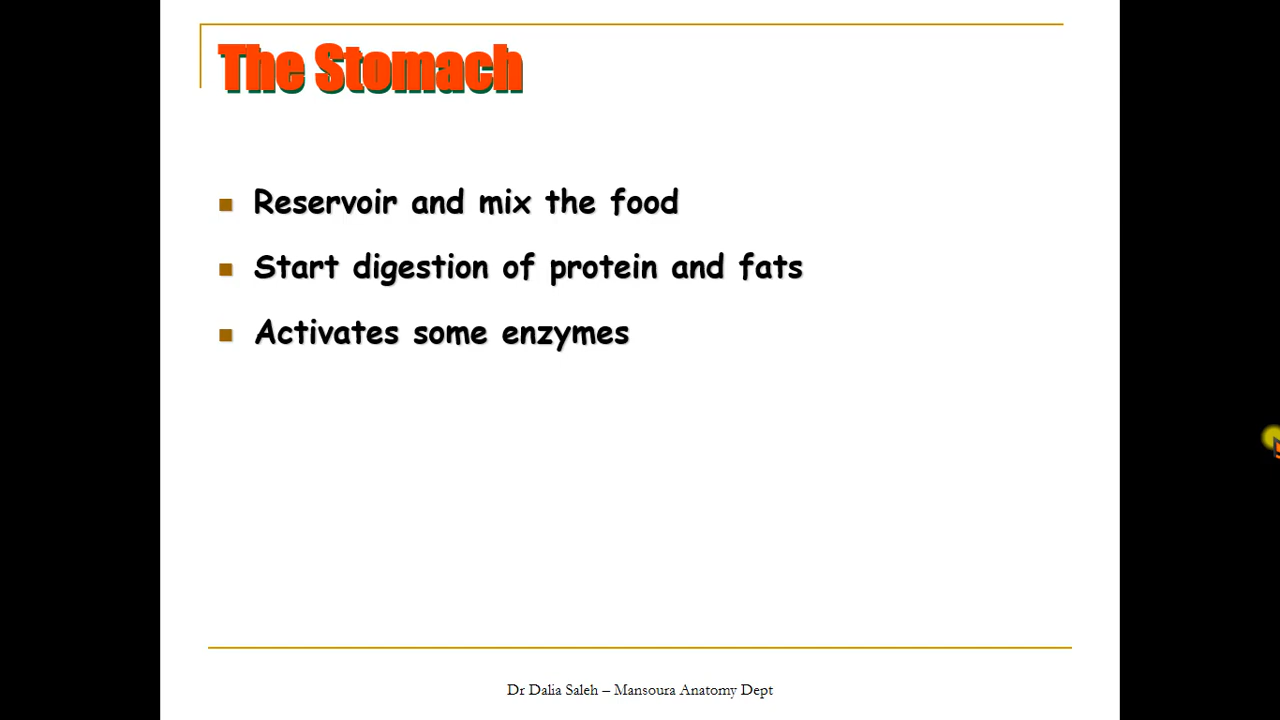 The Stomach
Reservoir and mix the food
Start digestion of protein and fats
Activates some enzymes
Dr Dalia Saleh – Mansoura Anatomy Dept